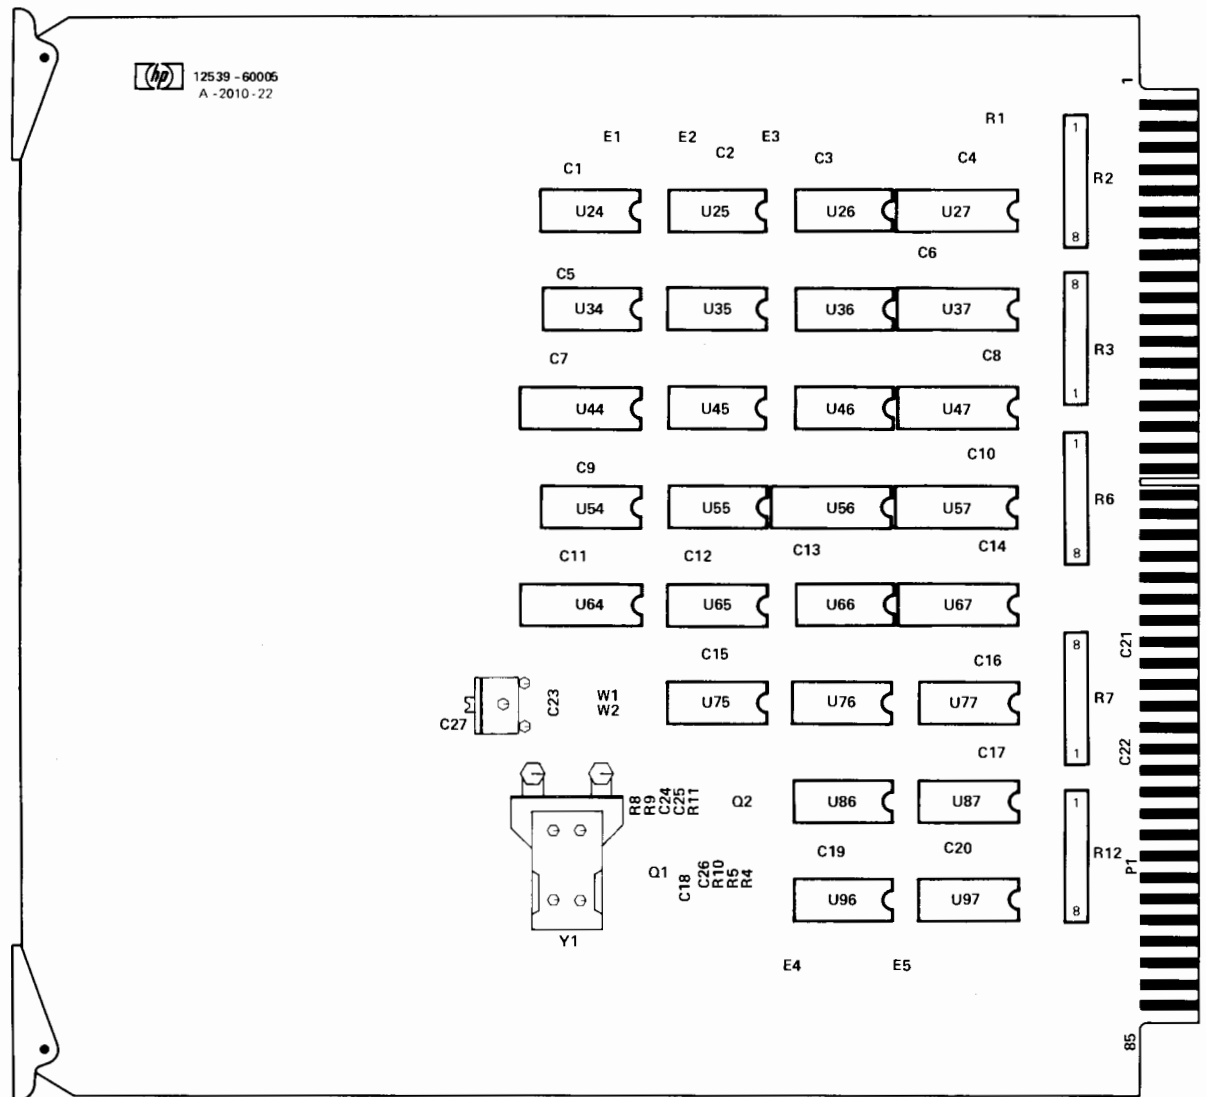 hp
12539-60005
A-2010-22
1
R1
1
E1 E2 E3
C2 C3 C4
C1
R2
U24 U25 U26 U27
8
C6
C5
8
U34 U35 U36 U37
R3
C7 C8
1
U44 U45 U46 U47
1
C10
C9
R6
U54 U55 U56 U57
C11 C12 C13 C14
8
U64 U65 U66 U67
C21
8
C15 C16
C23
W1
W2
U75 U76 U77
R7
C27
C22
1
C17
R8
R9
C24
C25
R11
Q2
U86 U87
1
C19 C20
R12
P1
Q1
C18
C26
R10
R5
R4
U96 U97
8
Y1
E4 E5
85